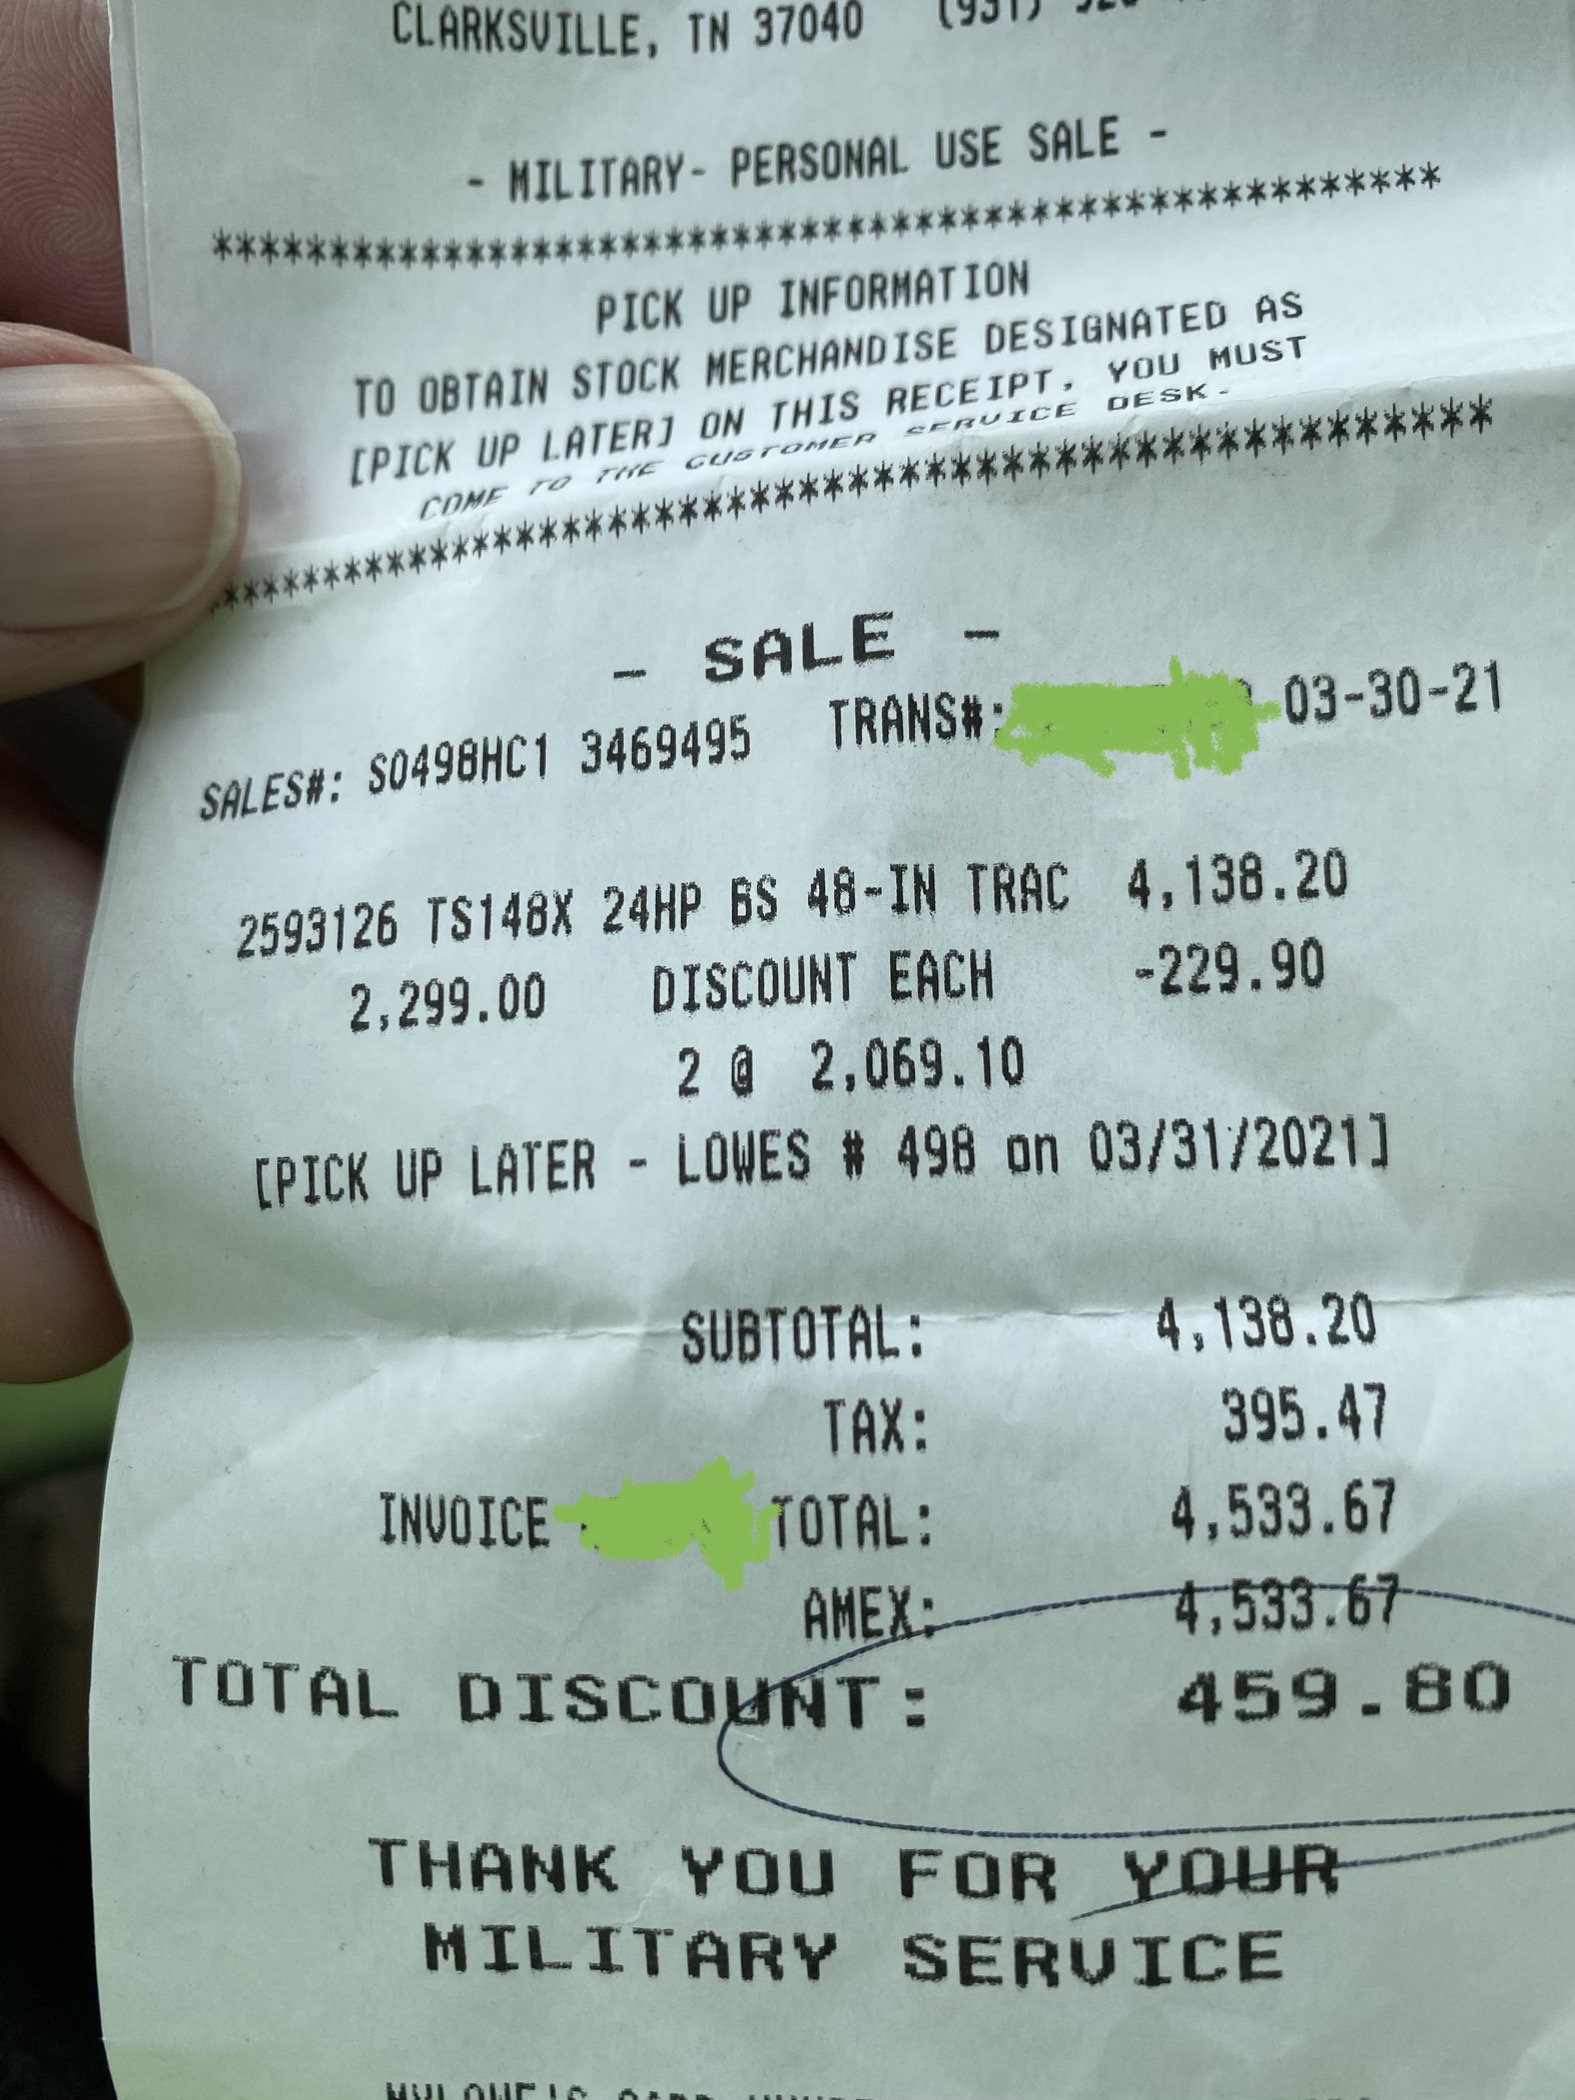 CLARKSVILLE, TN 37040 (931)
- MILITARY- PERSONAL USE SALE -
*****************************************************
PICK UP INFORMATION
TO OBTAIN STOCK MERCHANDISE DESIGNATED AS
[PICK UP LATER] ON THIS RECEIPT, YOU MUST
COME TO THE CUSTOMER SERVICE DESK.
*****************************************************
- SALE -
SALES#: S0498HC1 3469495 TRANS#: 03-30-21
2593126 TS148X 24HP BS 48-IN TRAC 4,138.20
2,299.00 DISCOUNT EACH -229.90
2 @ 2,069.10
[PICK UP LATER - LOWES # 498 on 03/31/2021]
SUBTOTAL: 4,138.20
TAX: 395.47
INVOICE TOTAL: 4,533.67
AMEX: 4,533.67
TOTAL DISCOUNT: 459.80
THANK YOU FOR YOUR
MILITARY SERVICE